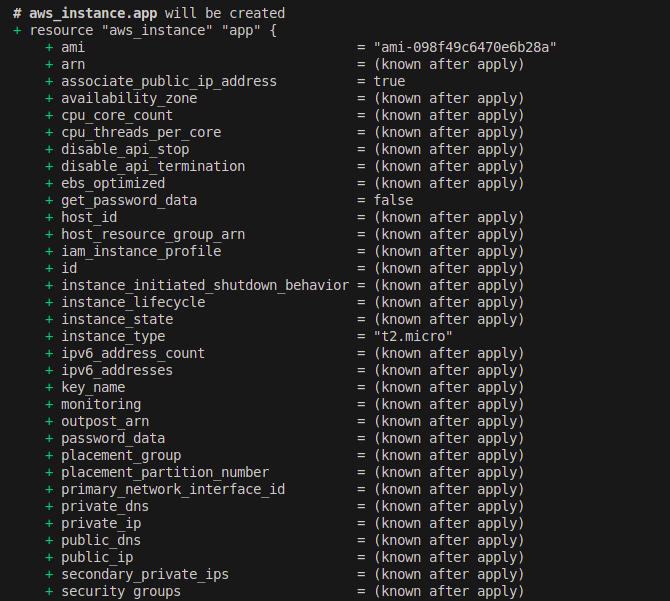 # aws_instance.app will be created
+ resource "aws_instance" "app" {
+ ami = "ami-098f49c6470e6b28a"
+ arn = (known after apply)
+ associate_public_ip_address = true
+ availability_zone = (known after apply)
+ cpu_core_count = (known after apply)
+ cpu_threads_per_core = (known after apply)
+ disable_api_stop = (known after apply)
+ disable_api_termination = (known after apply)
+ ebs_optimized = (known after apply)
+ get_password_data = false
+ host_id = (known after apply)
+ host_resource_group_arn = (known after apply)
+ iam_instance_profile = (known after apply)
+ id = (known after apply)
+ instance_initiated_shutdown_behavior = (known after apply)
+ instance_lifecycle = (known after apply)
+ instance_state = (known after apply)
+ instance_type = "t2.micro"
+ ipv6_address_count = (known after apply)
+ ipv6_addresses = (known after apply)
+ key_name = (known after apply)
+ monitoring = (known after apply)
+ outpost_arn = (known after apply)
+ password_data = (known after apply)
+ placement_group = (known after apply)
+ placement_partition_number = (known after apply)
+ primary_network_interface_id = (known after apply)
+ private_dns = (known after apply)
+ private_ip = (known after apply)
+ public_dns = (known after apply)
+ public_ip = (known after apply)
+ secondary_private_ips = (known after apply)
+ security_groups = (known after apply)